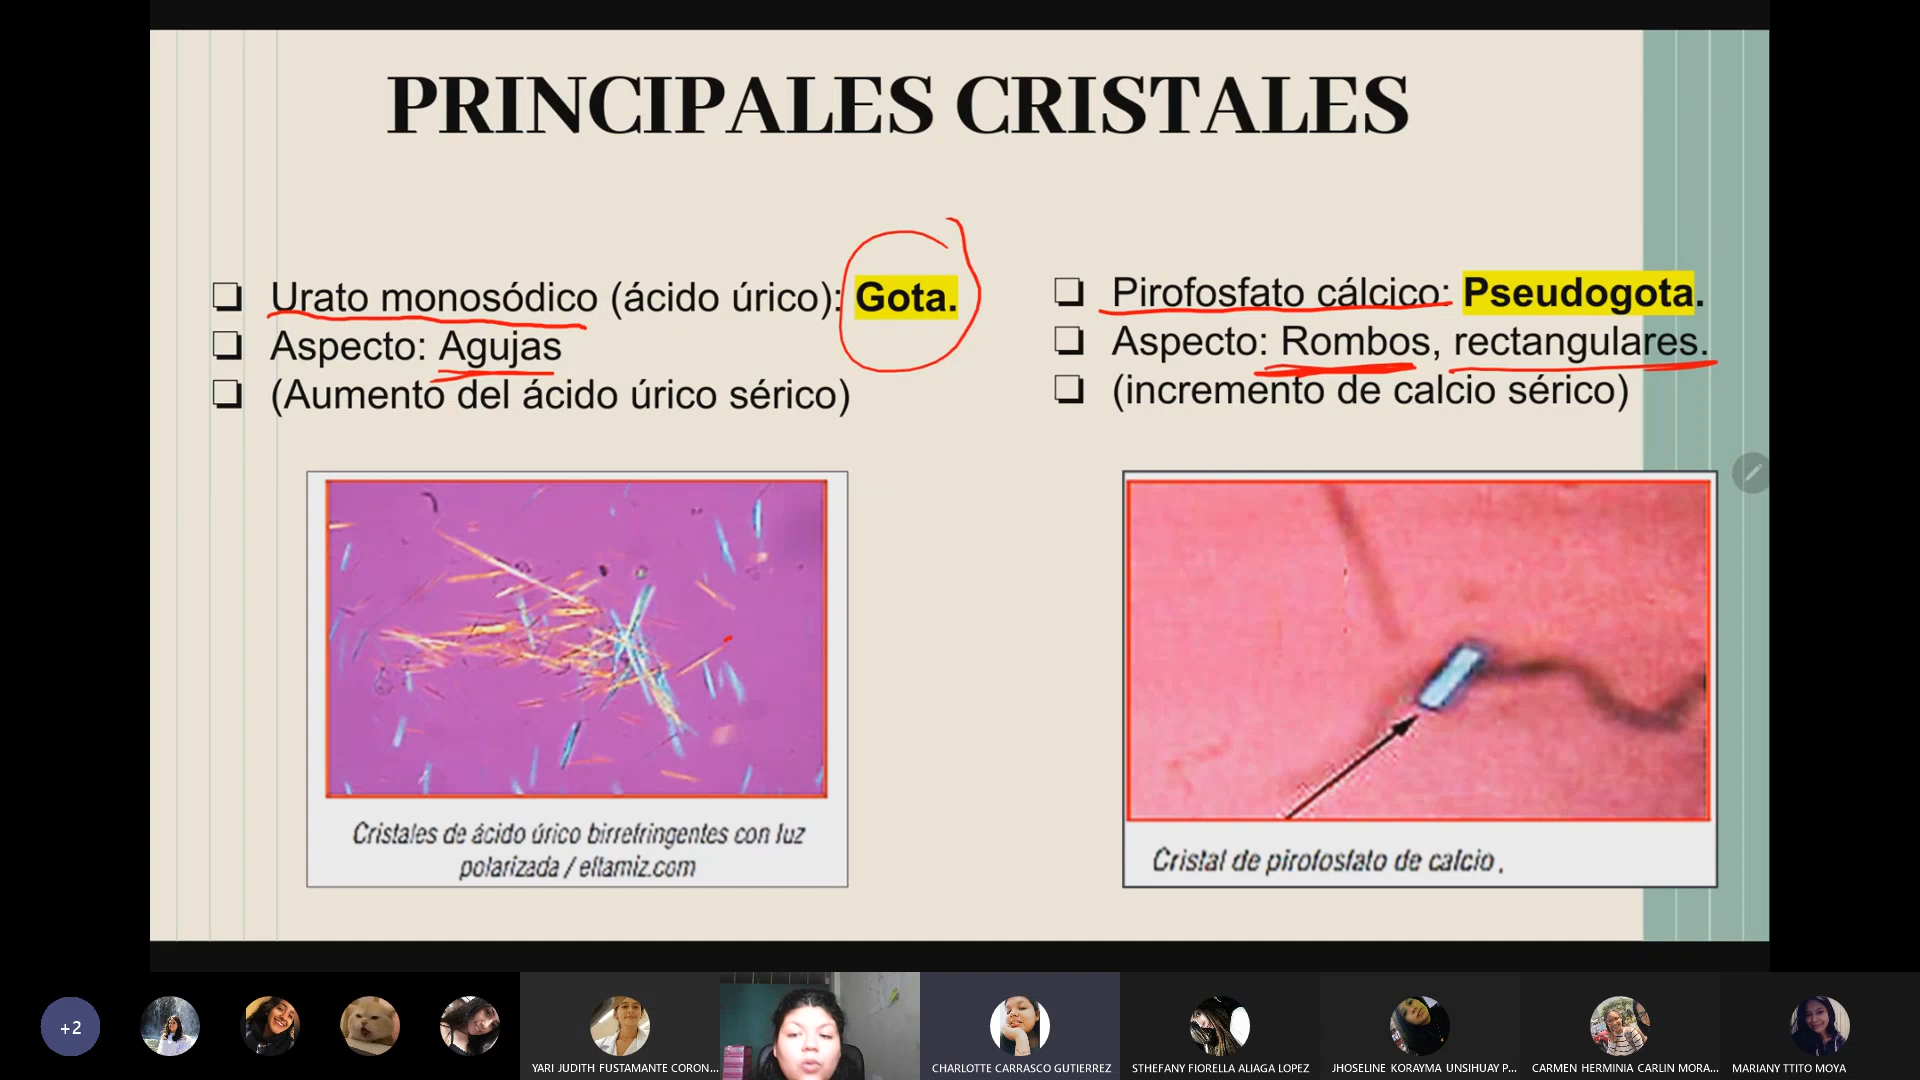 PRINCIPALES CRISTALES
❑ Urato monosódico (ácido úrico): Gota.
❑ Aspecto: Agujas
❑ (Aumento del ácido úrico sérico)
❑ Pirofosfato cálcico: Pseudogota.
❑ Aspecto: Rombos, rectangulares.
❑ (incremento de calcio sérico)
Cristales de ácido úrico birrefringentes con luz
polarizada / eltamiz.com
Cristal de pirofosfato de calcio.
+2
YARI JUDITH FUSTAMANTE CORON...
CHARLOTTE CARRASCO GUTIERREZ
STHEFANY FIORELLA ALIAGA LOPEZ
JHOSELINE KORAYMA UNSIHUAY P...
CARMEN HERMINIA CARLIN MORA...
MARIANY TTITO MOYA